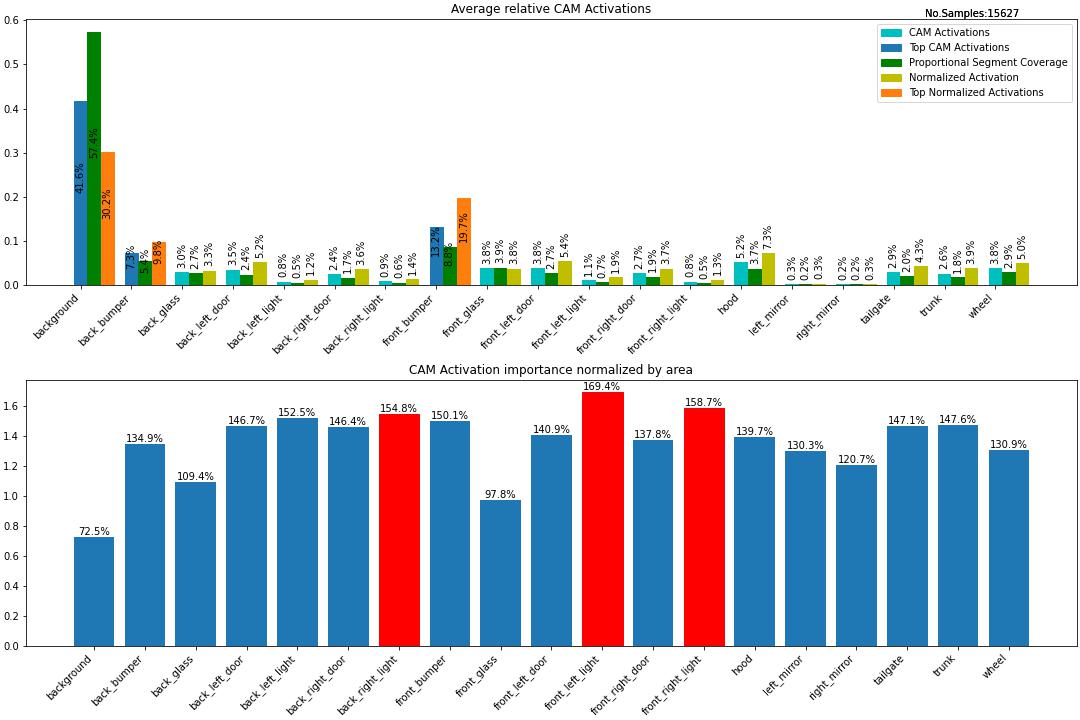 Average relative CAM Activations
No.Samples:15627
CAM Activations
Top CAM Activations
Proportional Segment Coverage
Normalized Activation
Top Normalized Activations
0.6
0.5
0.4
0.3
0.2
0.1
0.0
41.6% 57.4% 30.2% 7.3% 5.4% 9.8% 3.0% 2.7% 3.3% 3.5% 2.4% 5.2% 0.8% 0.5% 1.2% 2.4% 1.7% 3.6% 0.9% 0.6% 1.4% 13.2% 8.8% 19.7% 3.8% 3.9% 3.8% 3.8% 2.7% 5.4% 1.1% 0.7% 1.9% 2.7% 1.9% 3.7% 0.8% 0.5% 1.3% 5.2% 3.7% 7.3% 0.3% 0.2% 0.3% 0.2% 0.2% 0.3% 2.9% 2.0% 4.3% 2.6% 1.8% 3.9% 3.8% 2.9% 5.0%
background back_bumper back_glass back_left_door back_left_light back_right_door back_right_light front_bumper front_glass front_left_door front_left_light front_right_door front_right_light hood left_mirror right_mirror tailgate trunk wheel
CAM Activation importance normalized by area
1.6
1.4
1.2
1.0
0.8
0.6
0.4
0.2
0.0
72.5% 134.9% 109.4% 146.7% 152.5% 146.4% 154.8% 150.1% 97.8% 140.9% 169.4% 137.8% 158.7% 139.7% 130.3% 120.7% 147.1% 147.6% 130.9%
background back_bumper back_glass back_left_door back_left_light back_right_door back_right_light front_bumper front_glass front_left_door front_left_light front_right_door front_right_light hood left_mirror right_mirror tailgate trunk wheel